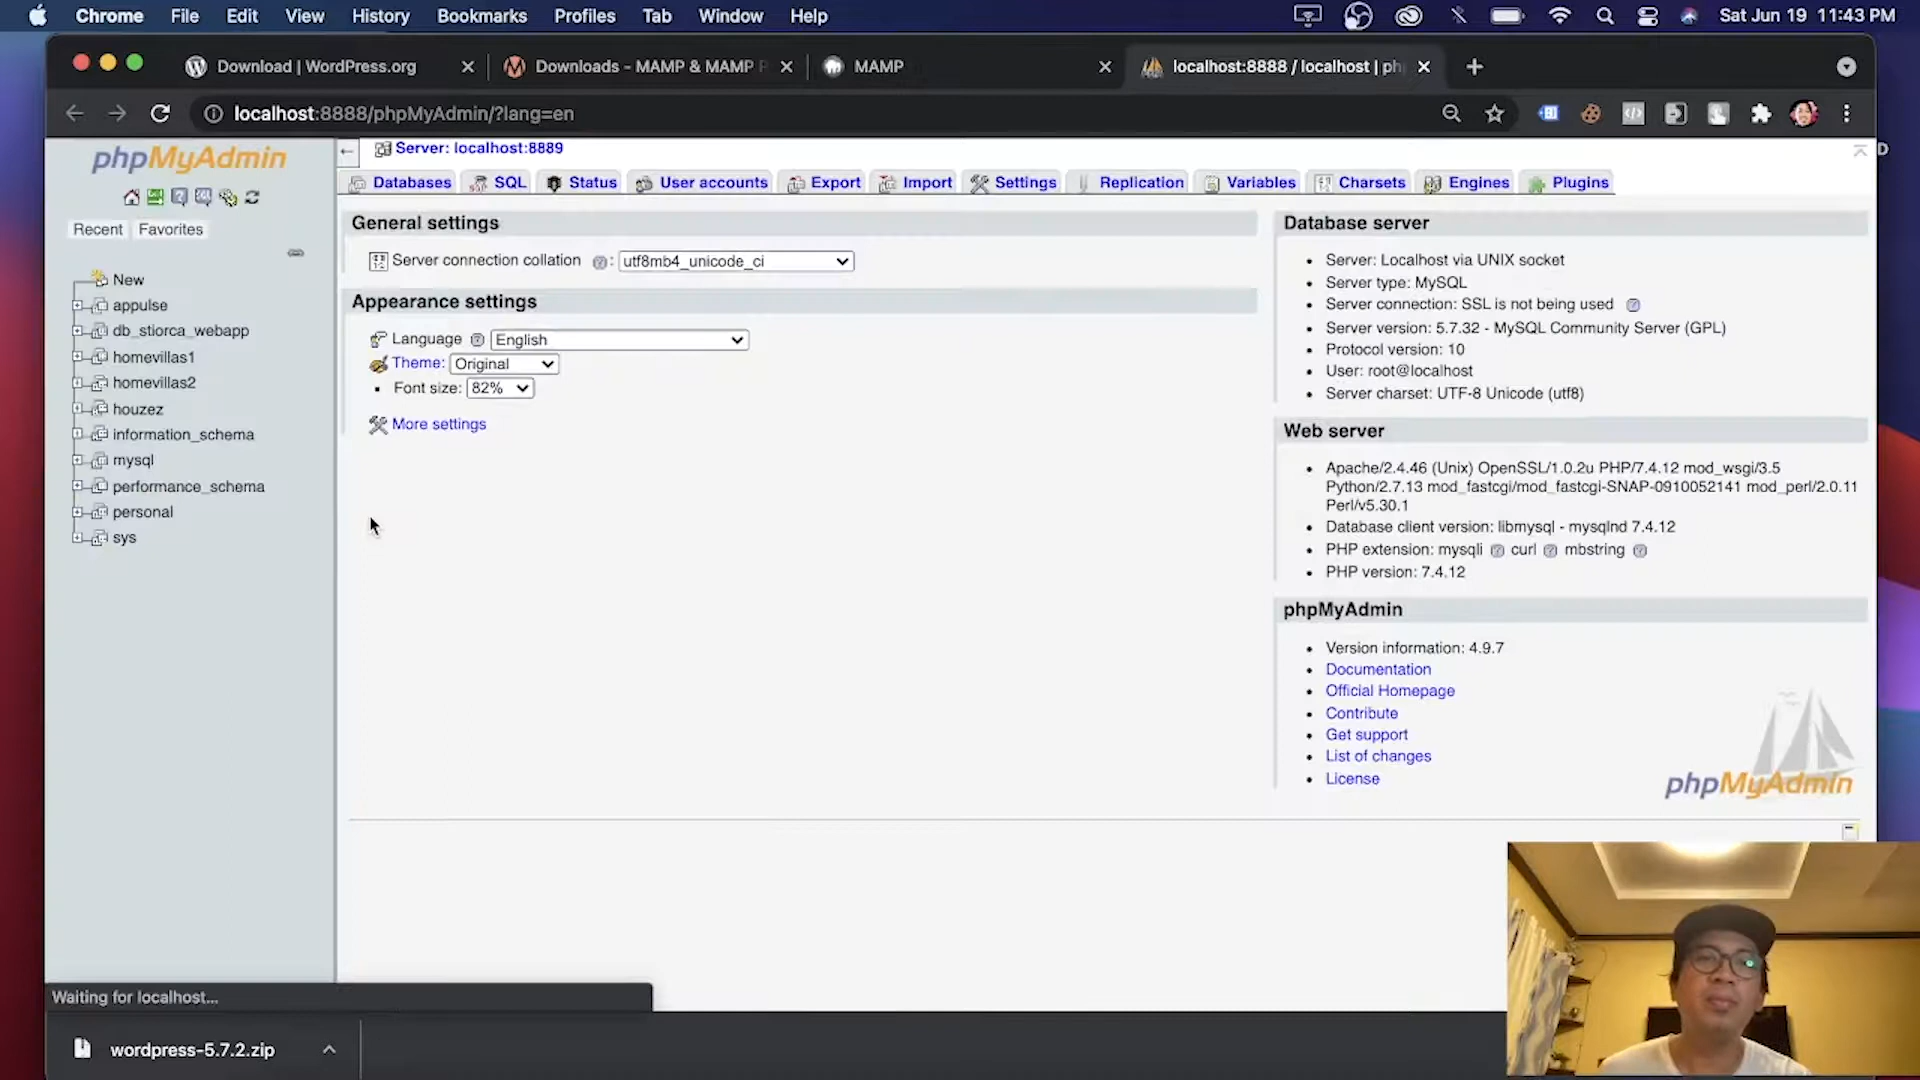 Chrome File Edit View History Bookmarks Profiles Tab Window Help Sat Jun 19 11:43 PM
Download | WordPress.org Downloads - MAMP & MAMP MAMP localhost:8888 / localhost | ph
localhost:8888/phpMyAdmin/?lang=en
phpMyAdmin
Recent Favorites
New
appulse
db_stiorca_webapp
homevillas1
homevillas2
houzez
information_schema
mysql
performance_schema
personal
sys
Server: localhost:8889
Databases SQL Status User accounts Export Import Settings Replication Variables Charsets Engines Plugins
General settings
Server connection collation : utf8mb4_unicode_ci
Appearance settings
Language English
Theme: Original
Font size: 82%
More settings
Database server
Server: Localhost via UNIX socket
Server type: MySQL
Server connection: SSL is not being used
Server version: 5.7.32 - MySQL Community Server (GPL)
Protocol version: 10
User: root@localhost
Server charset: UTF-8 Unicode (utf8)
Web server
Apache/2.4.46 (Unix) OpenSSL/1.0.2u PHP/7.4.12 mod_wsgi/3.5
Python/2.7.13 mod_fastcgi/mod_fastcgi-SNAP-0910052141 mod_perl/2.0.11
Perl/v5.30.1
Database client version: libmysql - mysqlnd 7.4.12
PHP extension: mysqli curl mbstring
PHP version: 7.4.12
phpMyAdmin
Version information: 4.9.7
Documentation
Official Homepage
Contribute
Get support
List of changes
License
phpMyAdmin
Waiting for localhost...
wordpress-5.7.2.zip